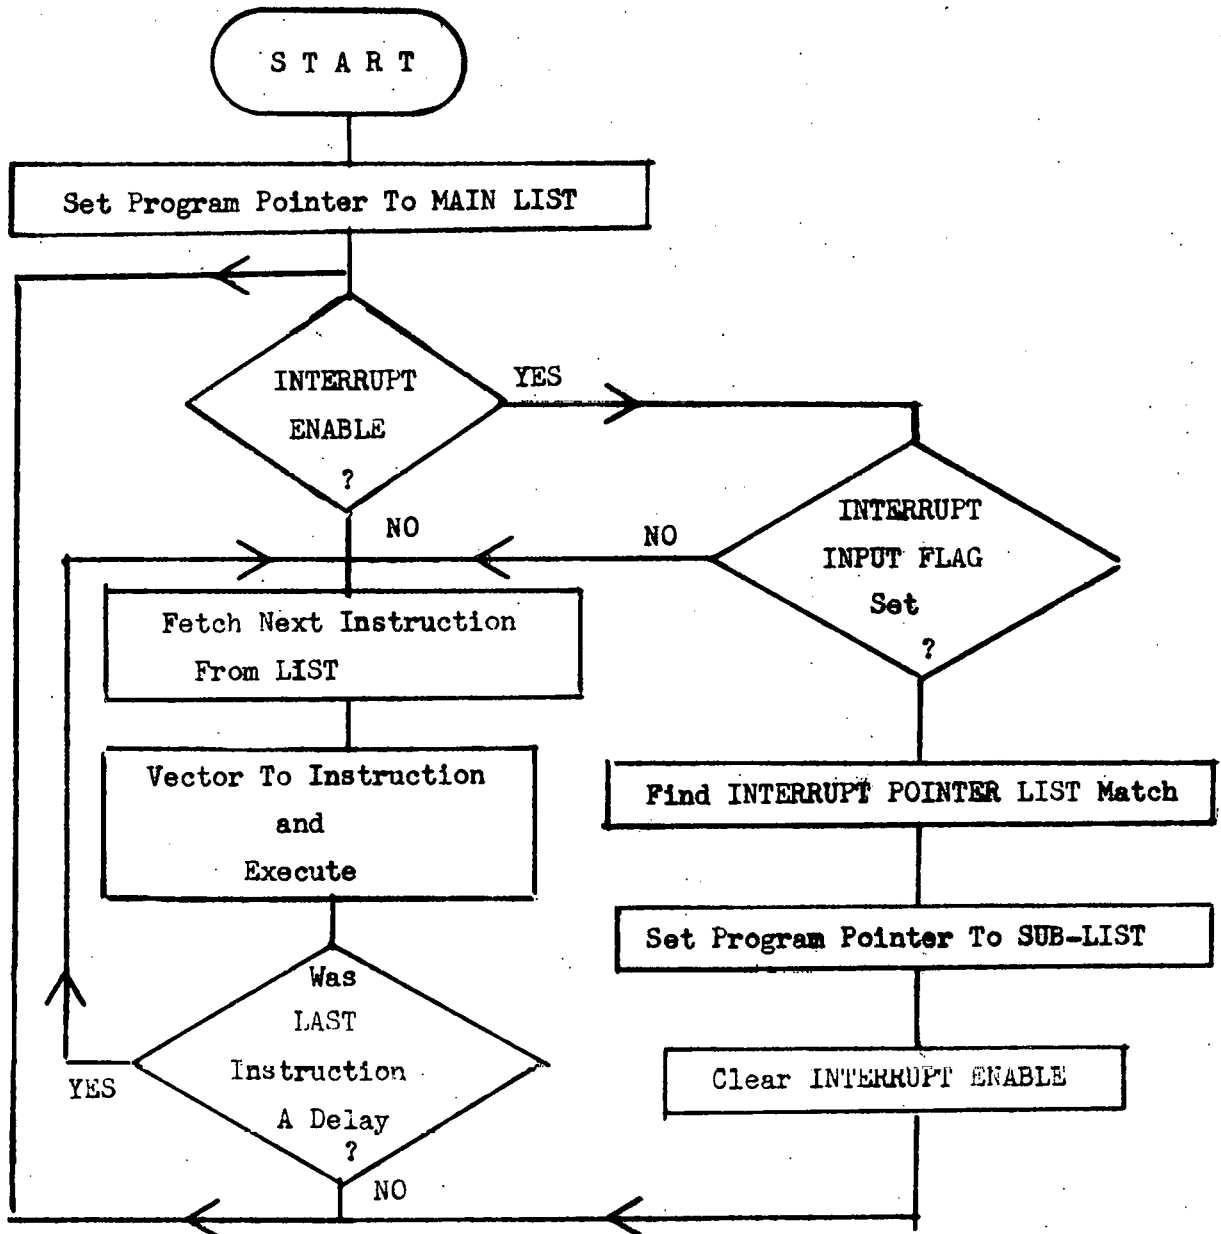 S T A R T
Set Program Pointer To MAIN LIST
INTERRUPT
ENABLE
?
YES
NO
INTERRUPT
INPUT FLAG
Set
?
NO
Fetch Next Instruction
From LIST
Vector To Instruction
and
Execute
Find INTERRUPT POINTER LIST Match
Set Program Pointer To SUB-LIST
Clear INTERRUPT ENABLE
Was
LAST
Instruction
A Delay
?
YES
NO